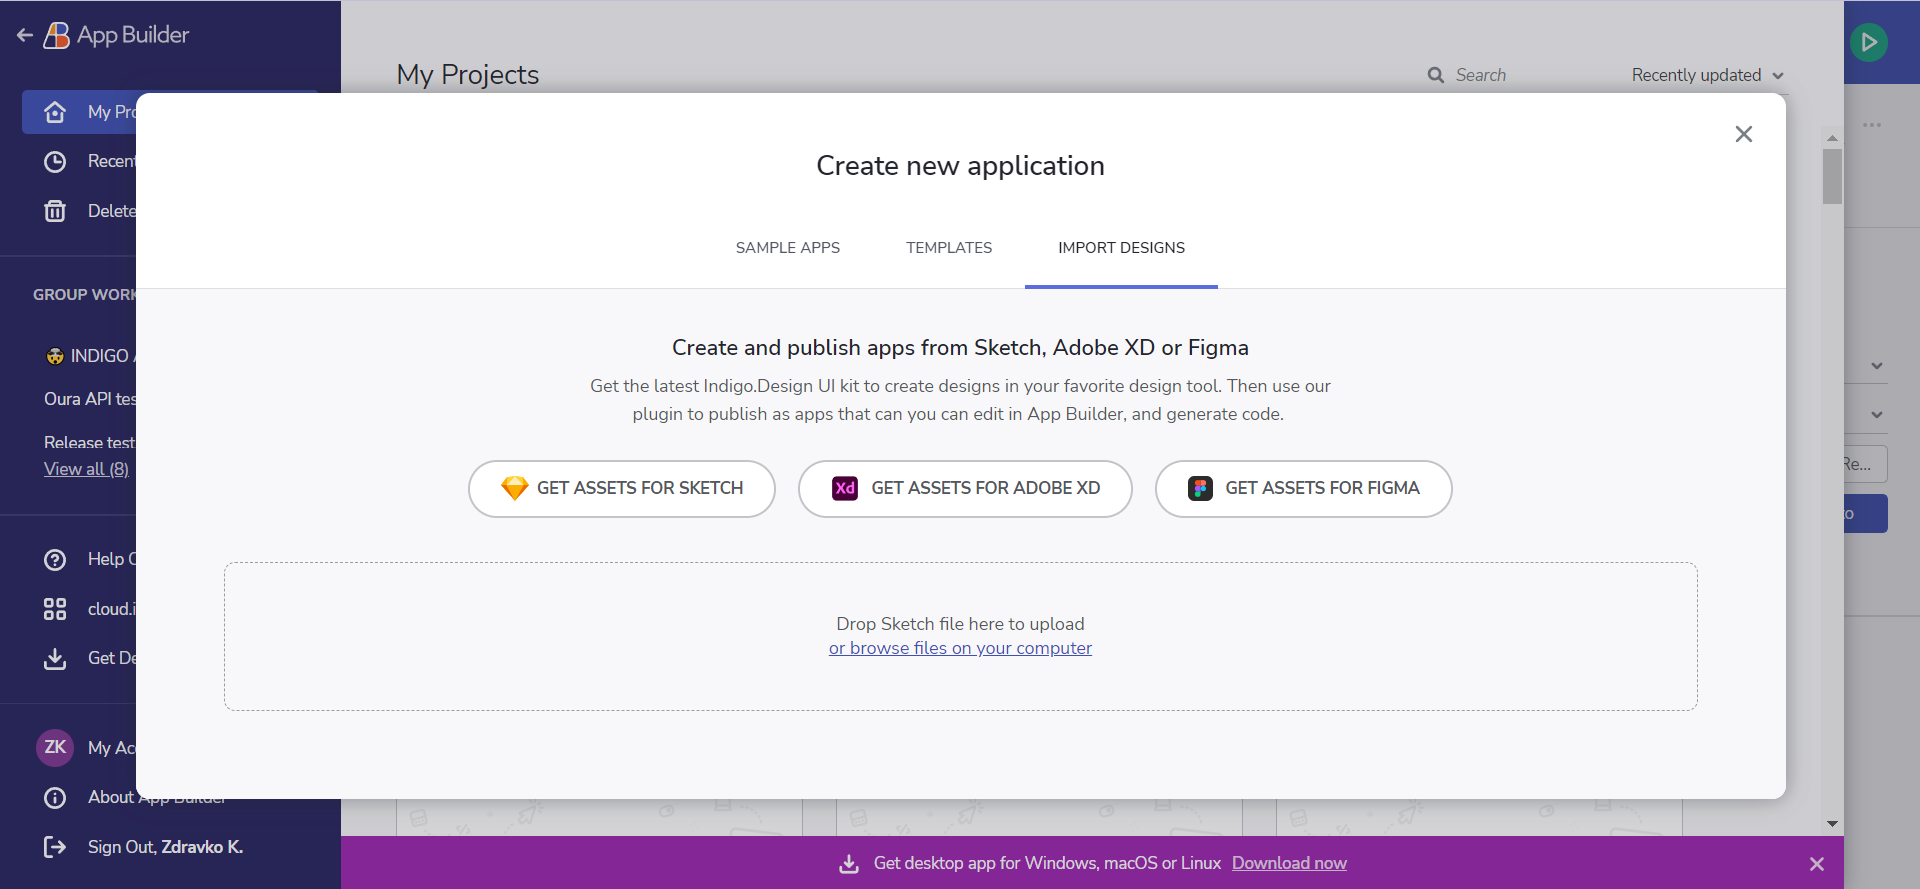 App Builder
My Projects
Search
Recently updated
My Pro
Recent
Delete
GROUP WORK
INDIGO
Oura API tes
Release test
View all (8)
Help C
cloud.i
Get De
ZK
My Acc
About App Builder
Sign Out, Zdravko K.
Create new application
SAMPLE APPS
TEMPLATES
IMPORT DESIGNS
Create and publish apps from Sketch, Adobe XD or Figma
Get the latest Indigo.Design UI kit to create designs in your favorite design tool. Then use our
plugin to publish as apps that can you can edit in App Builder, and generate code.
GET ASSETS FOR SKETCH
Xd GET ASSETS FOR ADOBE XD
GET ASSETS FOR FIGMA
Drop Sketch file here to upload
or browse files on your computer
Re...
Get desktop app for Windows, macOS or Linux Download now